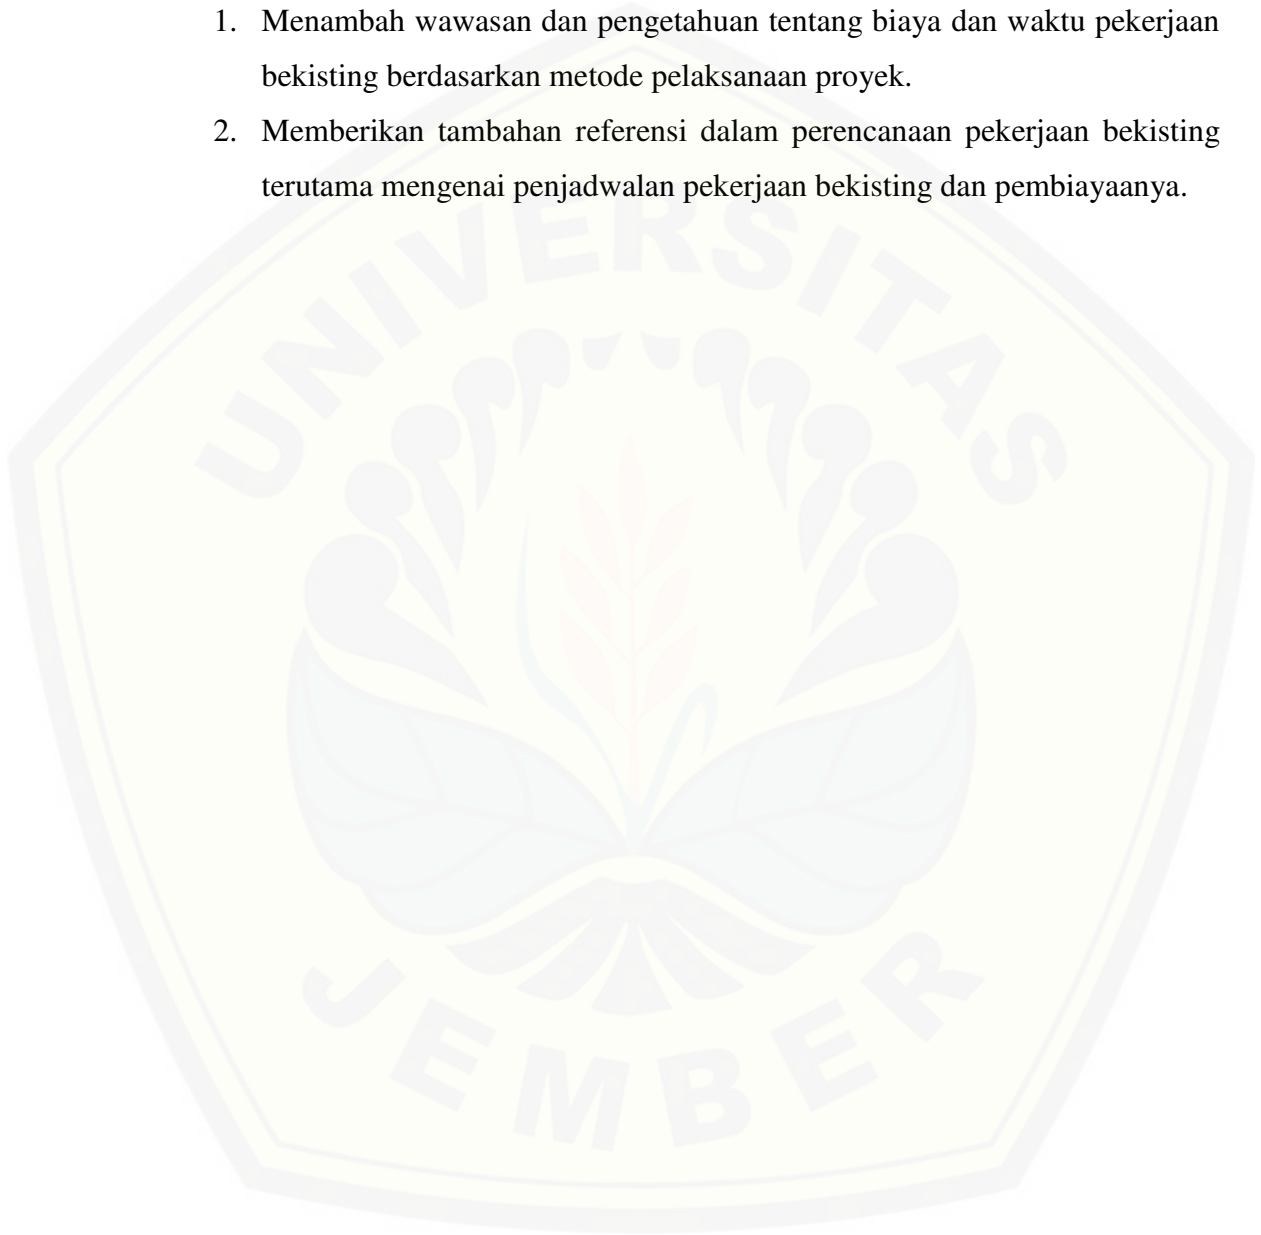 1. Menambah wawasan dan pengetahuan tentang biaya dan waktu pekerjaan
bekisting berdasarkan metode pelaksanaan proyek.
2. Memberikan tambahan referensi dalam perencanaan pekerjaan bekisting
terutama mengenai penjadwalan pekerjaan bekisting dan pembiayaanya.
UNIVERSITAS
JEMBER